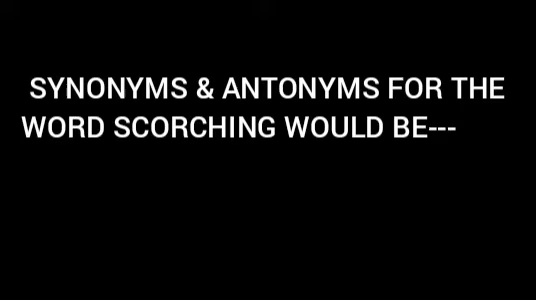 SYNONYMS & ANTONYMS FOR THE
WORD SCORCHING WOULD BE---